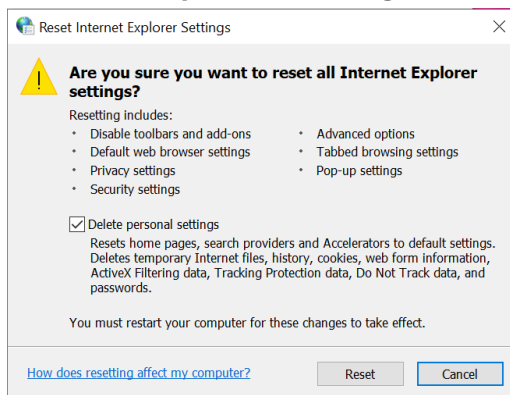 Reset Internet Explorer Settings
Are you sure you want to reset all Internet Explorer
settings?
Resetting includes:
• Disable toolbars and add-ons
• Default web browser settings
• Privacy settings
• Security settings
• Advanced options
• Tabbed browsing settings
• Pop-up settings
Delete personal settings
Resets home pages, search providers and Accelerators to default settings.
Deletes temporary Internet files, history, cookies, web form information,
ActiveX Filtering data, Tracking Protection data, Do Not Track data, and
passwords.
You must restart your computer for these changes to take effect.
How does resetting affect my computer?
Reset
Cancel